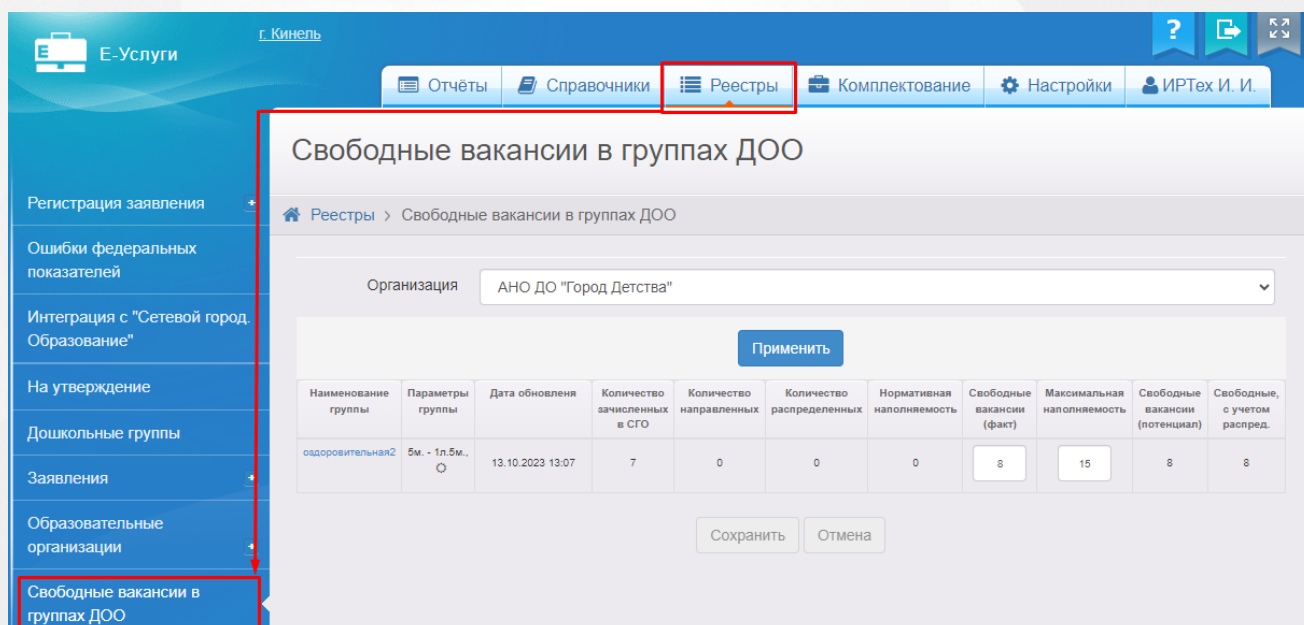 Е-Услуги
г. Кинель
?
Отчёты Справочники Реестры Комплектование Настройки ИРТех И. И.
Свободные вакансии в группах ДОО
Реестры > Свободные вакансии в группах ДОО
Регистрация заявления
Ошибки федеральных
показателей
Интеграция с "Сетевой город.
Образование"
На утверждение
Дошкольные группы
Заявления
Образовательные
организации
Свободные вакансии в
группах ДОО
Организация АНО ДО "Город Детства"
Применить
Наименование Параметры Дата обновленя Количество Количество Количество Нормативная Свободные Максимальная Свободные Свободные,
группы группы зачисленных направленных распределенных наполняемость вакансии наполняемость вакансии с учетом
в СГО (факт) (потенциал) распред.
оздоровительная2 5м. - 1л.5м., 13.10.2023 13:07 7 0 0 0 8 15 8 8
Сохранить Отмена